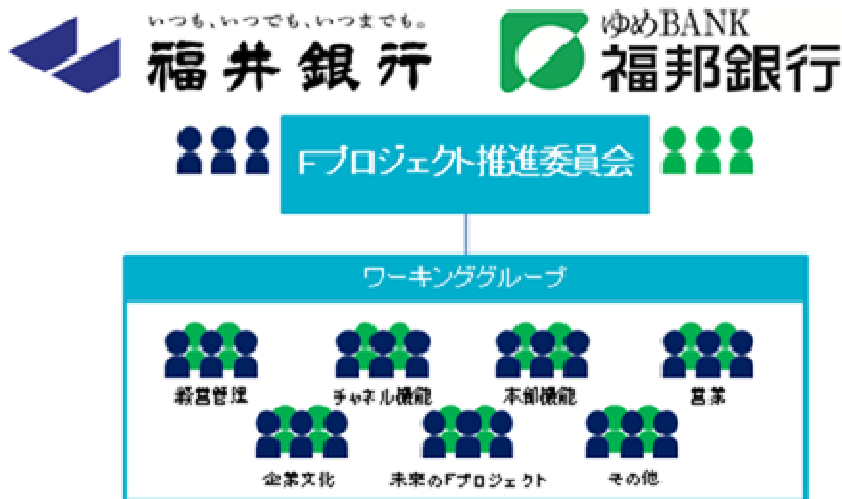 いつも、いつでも、いつまでも。
福井銀行
ゆめBANK
福邦銀行
Fプロジェクト推進委員会
ワーキンググループ
経営管理
チャネル機能
本部機能
営業
企業文化
未来のFプロジェクト
その他